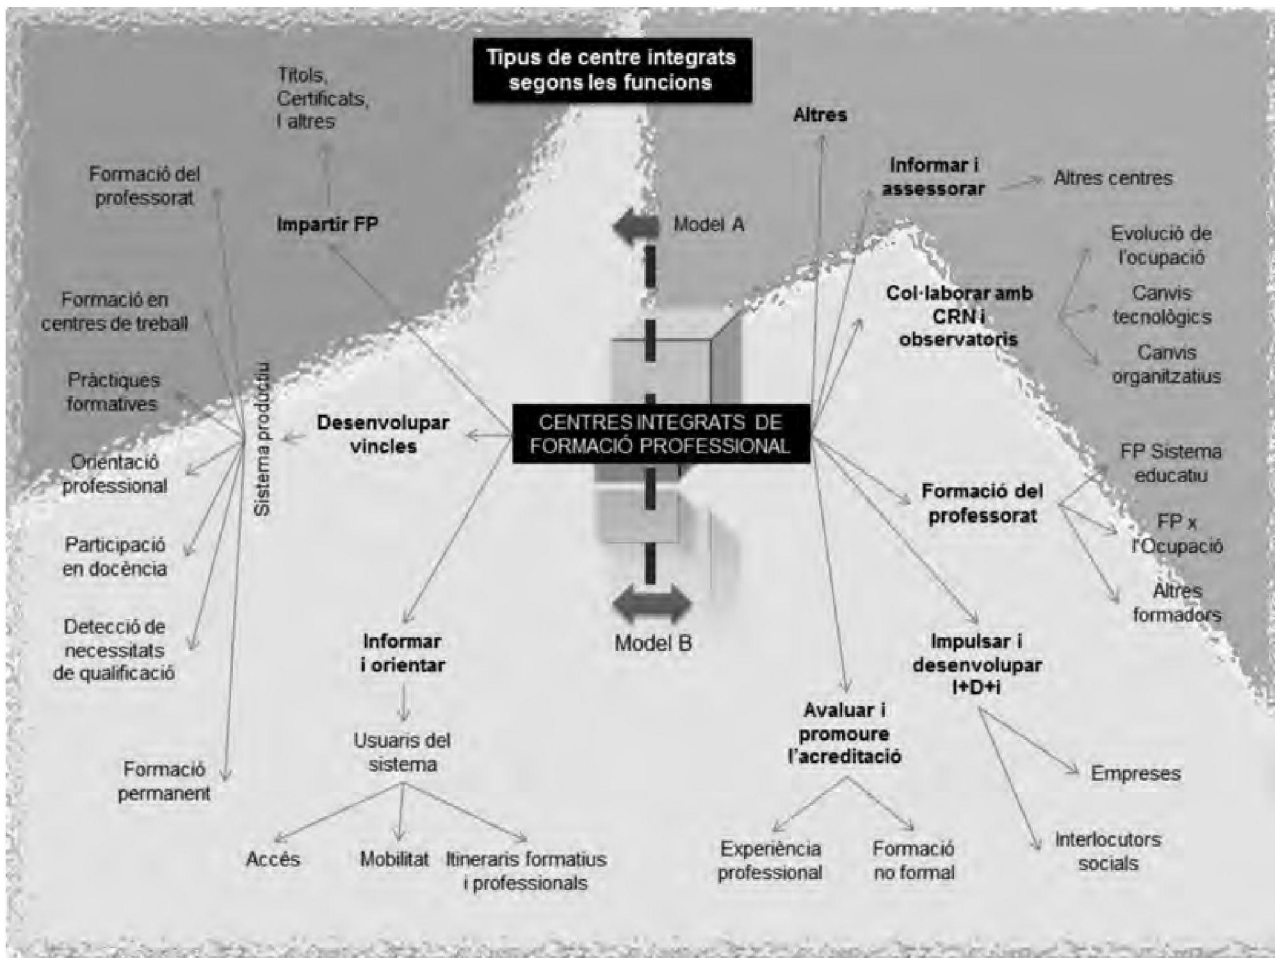 Tipus de centre integrats
segons les funcions
Títols,
Certificats,
I altres
Formació del
professorat
Impartir FP
Formació en
centres de treball
Pràctiques
formatives
Desenvolupar
vincles
Sistema productiu
Orientació
professional
Participació
en docència
Detecció de
necessitats
de qualificació
Formació
permanent
Informar
i orientar
Usuaris del
sistema
Accés
Mobilitat
Itineraris formatius
i professionals
Model A
CENTRES INTEGRATS DE
FORMACIÓ PROFESSIONAL
Model B
Altres
Informar i
assessorar
Altres centres
Col·laborar amb
CRN i
observatoris
Evolució de
l'ocupació
Canvis
tecnològics
Canvis
organitzatius
Formació del
professorat
FP Sistema
educatiu
FP x
l'Ocupació
Altres
formadors
Impulsar i
desenvolupar
I+D+i
Empreses
Interlocutors
socials
Avaluar i
promoure
l'acreditació
Experiència
professional
Formació
no formal